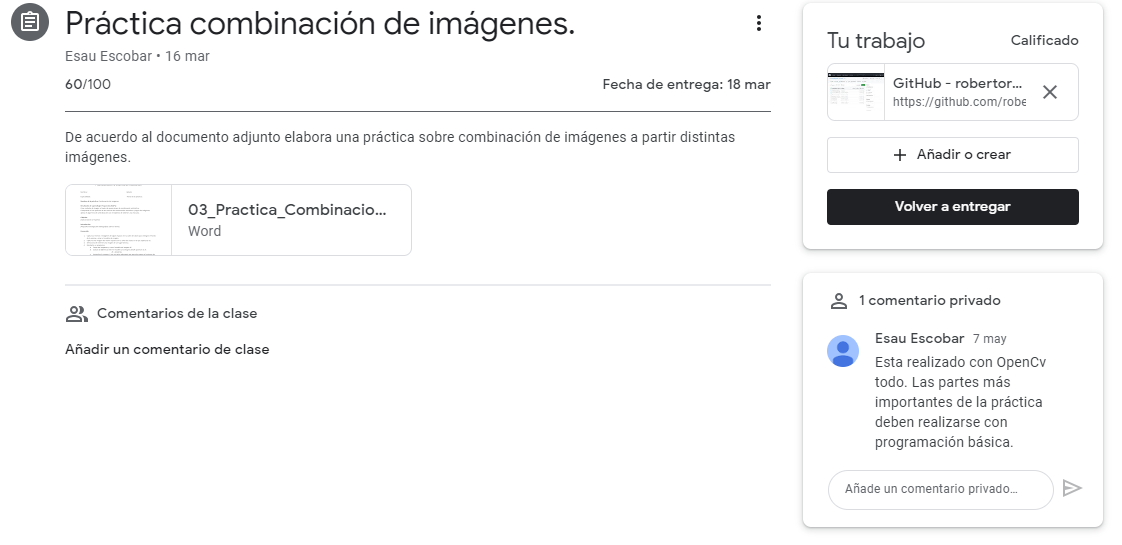 Práctica combinación de imágenes.
Esau Escobar • 16 mar
60/100
Fecha de entrega: 18 mar
De acuerdo al documento adjunto elabora una práctica sobre combinación de imágenes a partir distintas
imágenes.
03_Practica_Combinacio...
Word
Comentarios de la clase
Añadir un comentario de clase
Tu trabajo
Calificado
GitHub - robertor...
https://github.com/robe
Añadir o crear
Volver a entregar
1 comentario privado
Esau Escobar 7 may
Esta realizado con OpenCv
todo. Las partes más
importantes de la práctica
deben realizarse con
programación básica.
Añade un comentario privado...